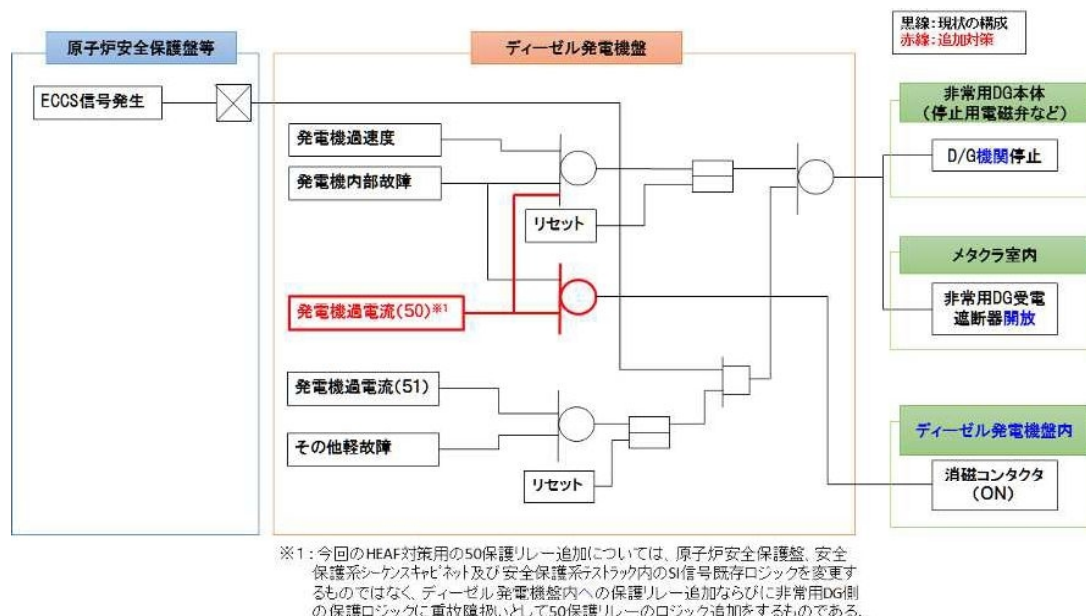 黒線:現状の構成
赤線:追加対策
原子炉安全保護盤等
ディーゼル発電機盤
ECCS信号発生
発電機過速度
発電機内部故障
リセット
発電機過電流(50)※1
発電機過電流(51)
その他軽故障
リセット
非常用DG本体
(停止用電磁弁など)
D/G機関停止
メタクラ室内
非常用DG受電
遮断器開放
ディーゼル発電機盤内
消磁コンタクタ
(ON)
※1:今回のHEAF対策用の50保護リレー追加については、原子炉安全保護盤、安全
保護系シーケンスキャビネット及び安全保護系テストラック内のSI信号既存ロジックを変更す
るものではなく、ディーゼル発電機盤内への保護リレー追加ならびに非常用DG側
の保護ロジックに重故障扱いとして50保護リレーのロジック追加をするものである。